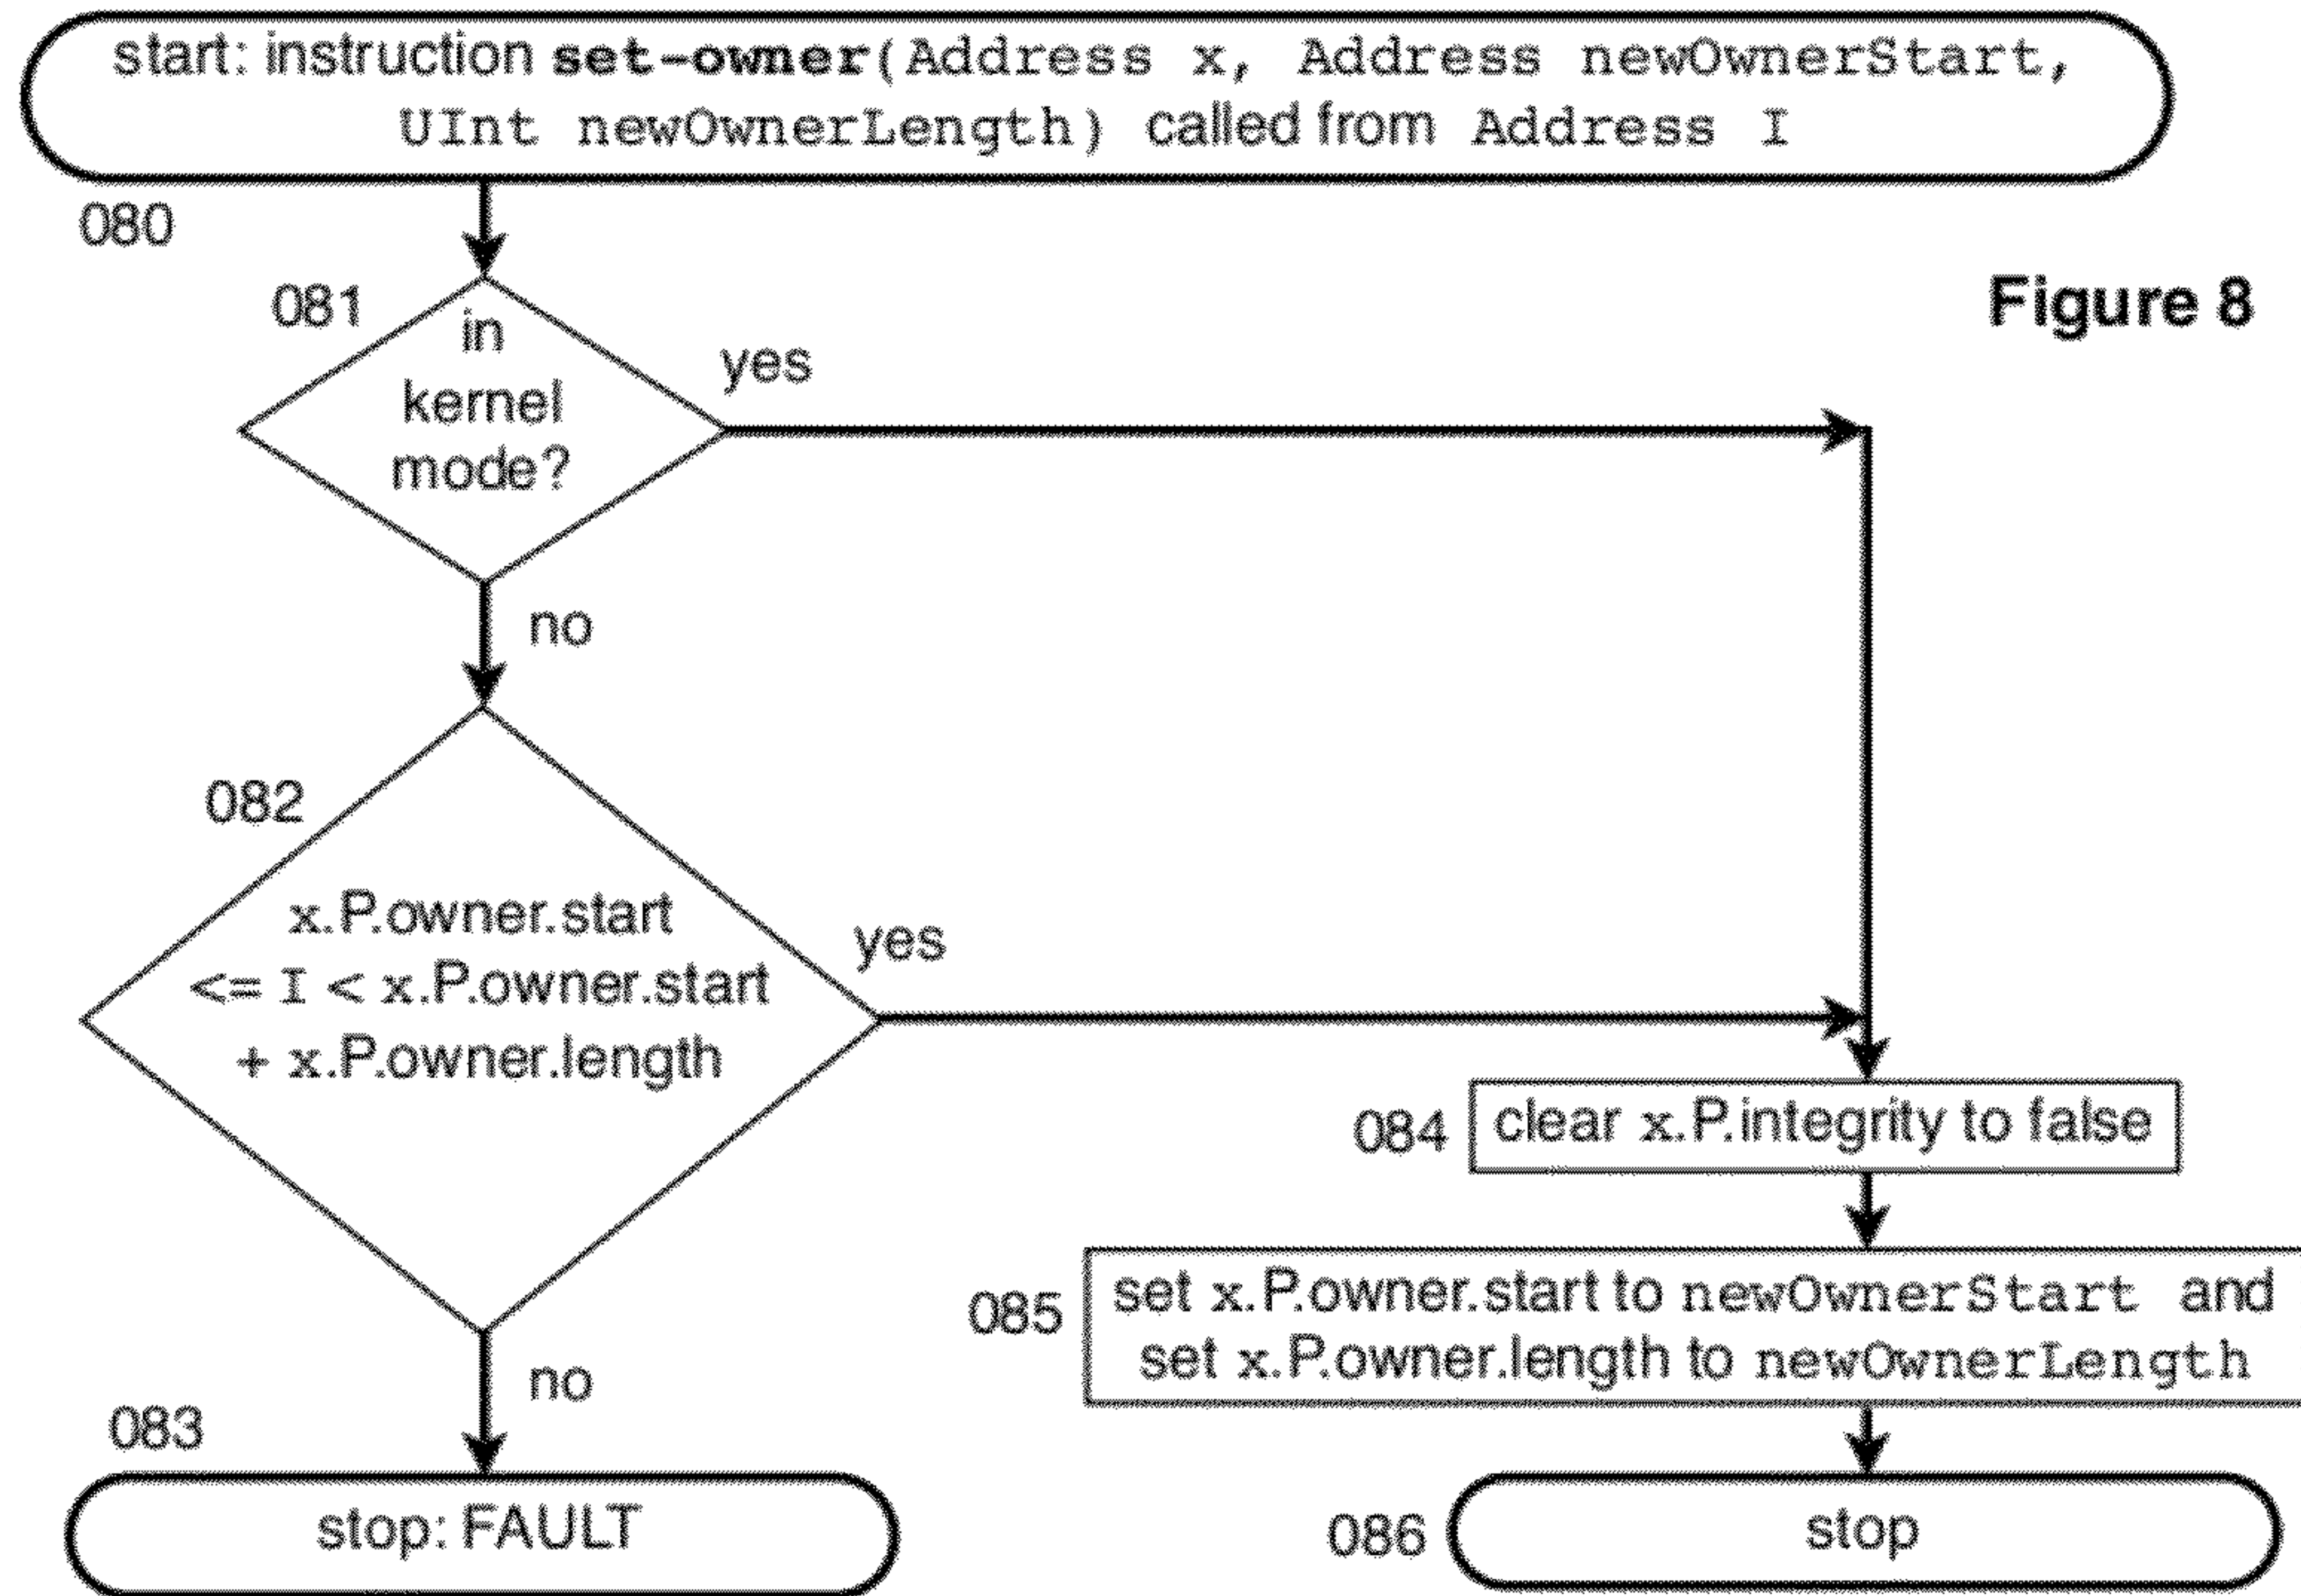 start: instruction set-owner(Address x, Address newOwnerStart,
UInt newOwnerLength) called from Address I
080
Figure 8
081
in
kernel
mode?
yes
no
082
x.P.owner.start
<= I < x.P.owner.start
+ x.P.owner.length
yes
084
clear x.P.integrity to false
085
set x.P.owner.start to newOwnerStart and
set x.P.owner.length to newOwnerLength
no
083
stop: FAULT
086
stop